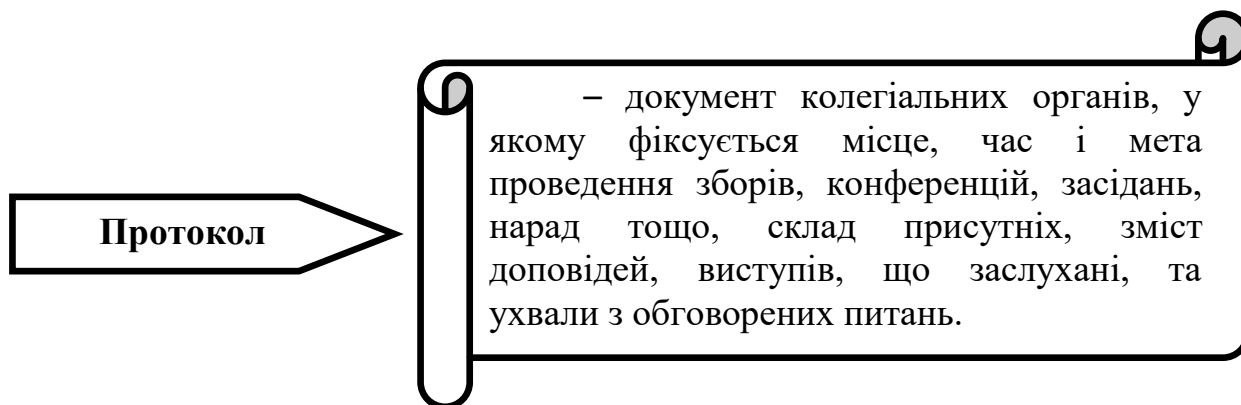 Протокол
– документ колегіальних органів, у
якому фіксується місце, час і мета
проведення зборів, конференцій, засідань,
нарад тощо, склад присутніх, зміст
доповідей, виступів, що заслухані, та
ухвали з обговорених питань.